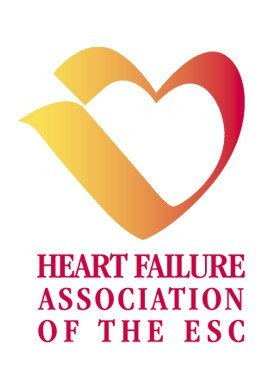 HEART FAILURE
ASSOCIATION
OF THE ESC